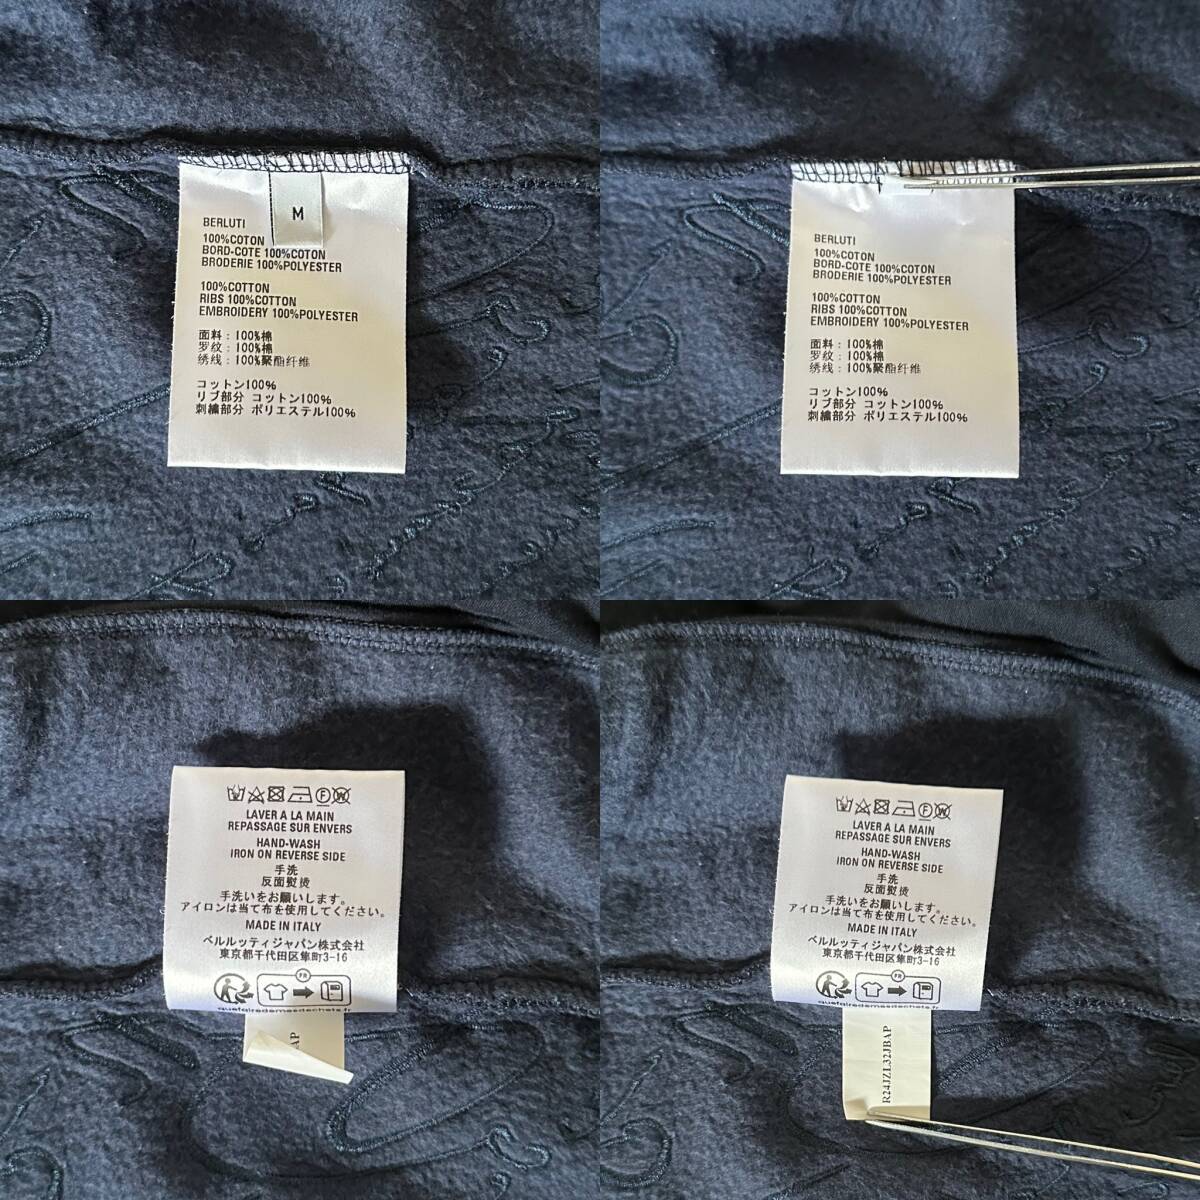 M
BERLUTI
100%COTON
BORD-COTE 100%COTON
BRODERIE 100%POLYESTER
100%COTTON
RIBS 100%COTTON
EMBROIDERY 100%POLYESTER
面料：100%棉
罗纹：100%棉
绣线：100%聚酯纤维
コットン100%
リブ部分 コットン100%
刺繍部分 ポリエステル100%
BERLUTI
100%COTON
BORD-COTE 100%COTON
BRODERIE 100%POLYESTER
100%COTTON
RIBS 100%COTTON
EMBROIDERY 100%POLYESTER
面料：100%棉
罗纹：100%棉
绣线：100%聚酯纤维
コットン100%
リブ部分 コットン100%
刺繍部分 ポリエステル100%
F W
LAVER A LA MAIN
REPASSAGE SUR ENVERS
HAND-WASH
IRON ON REVERSE SIDE
手洗
反面熨烫
手洗いをお願いします。
アイロンは当て布を使用してください。
MADE IN ITALY
ベルルッティジャパン株式会社
東京都千代田区隼町3-16
FR
quefairedemesdechets.fr
AP
F W
LAVER A LA MAIN
REPASSAGE SUR ENVERS
HAND-WASH
IRON ON REVERSE SIDE
手洗
反面熨烫
手洗いをお願いします。
アイロンは当て布を使用してください。
MADE IN ITALY
ベルルッティジャパン株式会社
東京都千代田区隼町3-16
FR
quefairedemesdechets.fr
R24JZL32JBAP